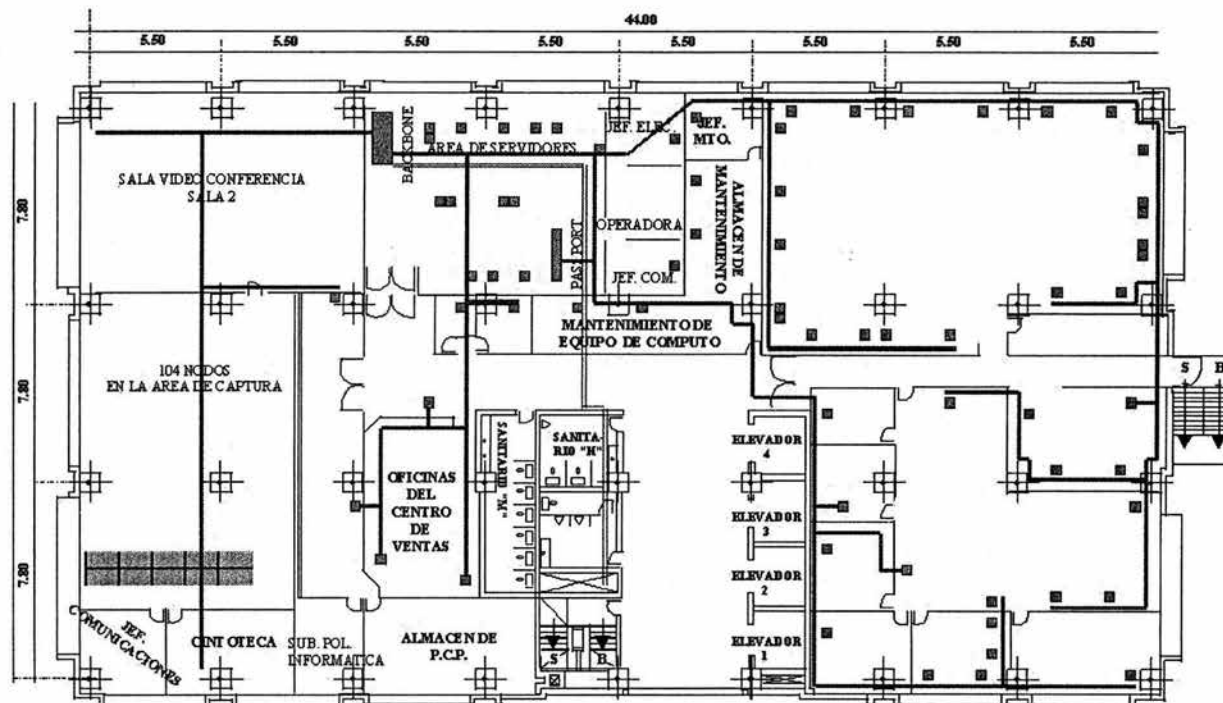 44.00
5.50 5.50 5.50 5.50 5.50 5.50 5.50 5.50
7.80
7.80
7.80
BACKBONE
JEF. ELEC.
AREA DE SERVIDORES
JEF.
MTO.
SALA VIDEO CONFERENCIA
SALA 2
ALMACEN DE
MANTENIMIENTO
OPERADORA
PASSPORT
JEF. COM.
MANTENIMIENTO DE
EQUIPO DE COMPUTO
104 NODOS
EN LA AREA DE CAPTURA
S B
OFICINAS
DEL
CENTRO
DE
VENTAS
SANITARIO "M"
SANITA-
RIO "H"
ELEVADOR
4
ELEVADOR
3
ELEVADOR
2
ELEVADOR
1
JEF.
COMUNICACIONES
CINTOTECA
SUB. POL.
INFORMATICA
ALMACEN DE
P.C.P.
S B